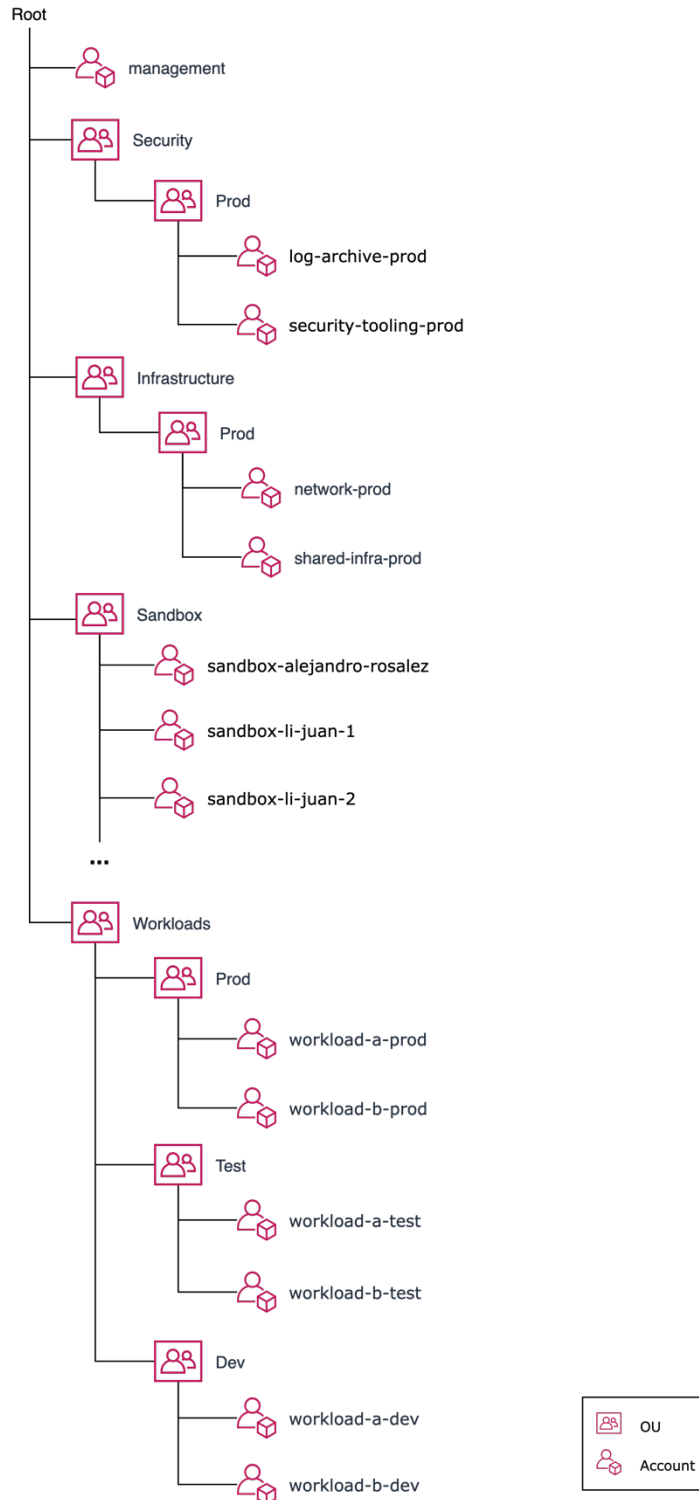 Root
management
Security
Prod
log-archive-prod
security-tooling-prod
Infrastructure
Prod
network-prod
shared-infra-prod
Sandbox
sandbox-alejandro-rosalez
sandbox-li-juan-1
sandbox-li-juan-2
...
Workloads
Prod
workload-a-prod
workload-b-prod
Test
workload-a-test
workload-b-test
Dev
workload-a-dev
workload-b-dev
OU
Account